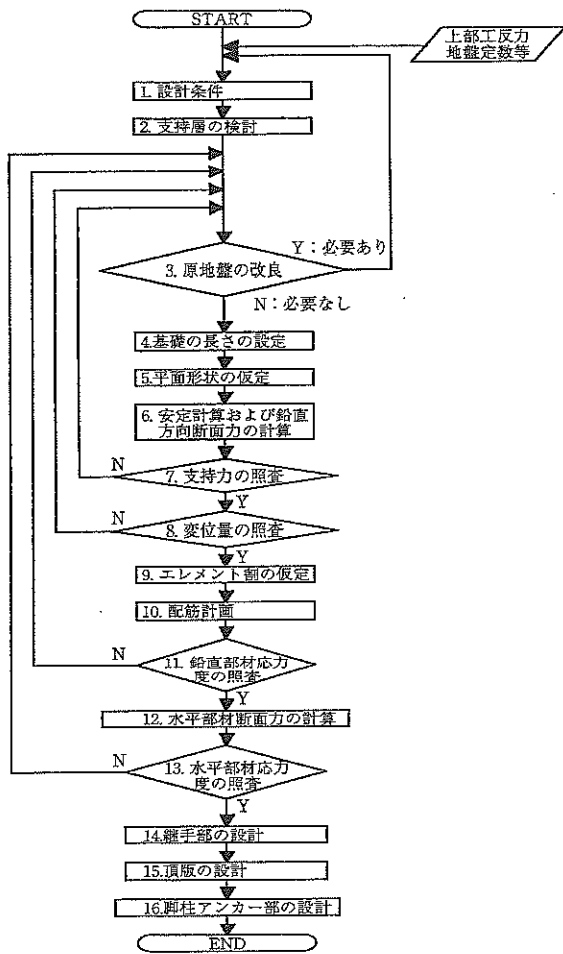 START
上部工反力
地盤定数等
1. 設計条件
2. 支持層の検討
Y：必要あり
3. 原地盤の改良
N：必要なし
4.基礎の長さの設定
5.平面形状の仮定
6. 安定計算および鉛直
方向断面力の計算
N
7. 支持力の照査
Y
N
8. 変位量の照査
Y
9. エレメント割の仮定
10. 配筋計画
N
11. 鉛直部材応力
度の照査
Y
12. 水平部材断面力の計算
N
13. 水平部材応力
度の照査
Y
14.継手部の設計
15.頂版の設計
16.脚柱アンカー部の設計
END